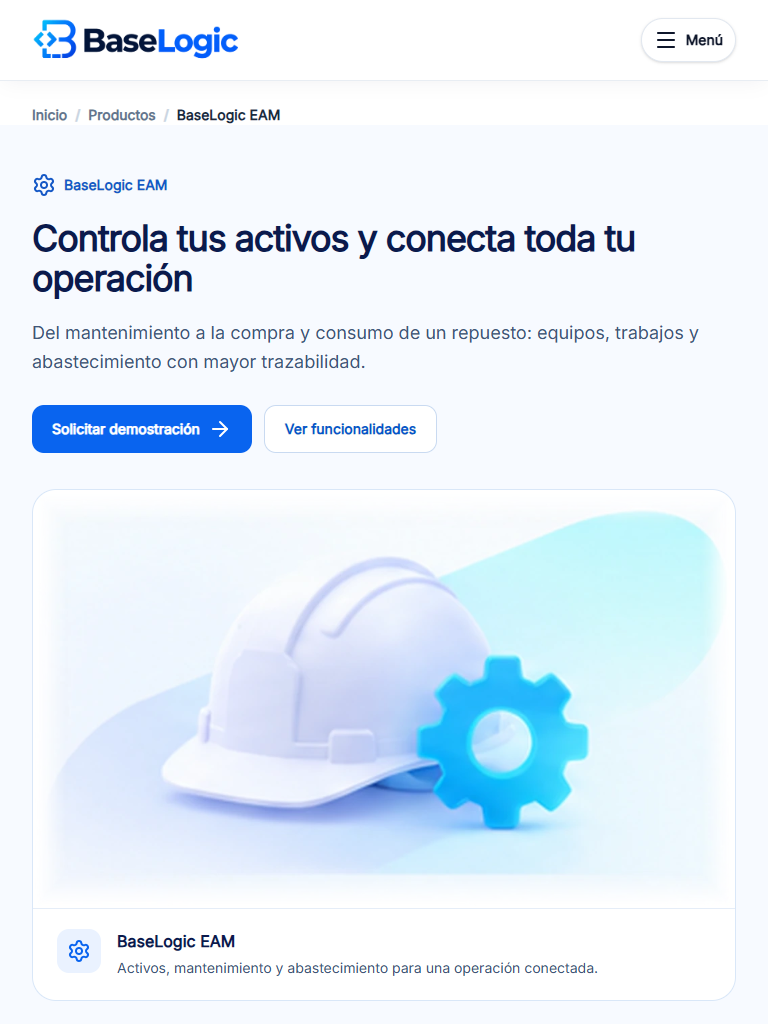 BaseLogic
Menú
Inicio / Productos / BaseLogic EAM
BaseLogic EAM
Controla tus activos y conecta toda tu
operación
Del mantenimiento a la compra y consumo de un repuesto: equipos, trabajos y
abastecimiento con mayor trazabilidad.
Solicitar demostración
Ver funcionalidades
BaseLogic EAM
Activos, mantenimiento y abastecimiento para una operación conectada.